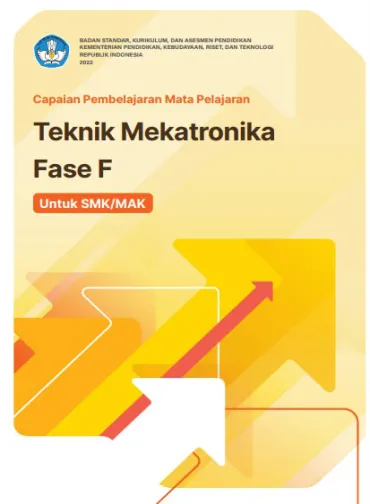 BADAN STANDAR, KURIKULUM, DAN ASESMEN PENDIDIKAN
KEMENTERIAN PENDIDIKAN, KEBUDAYAAN, RISET, DAN TEKNOLOGI
REPUBLIK INDONESIA
2022
Capaian Pembelajaran Mata Pelajaran
Teknik Mekatronika
Fase F
Untuk SMK/MAK